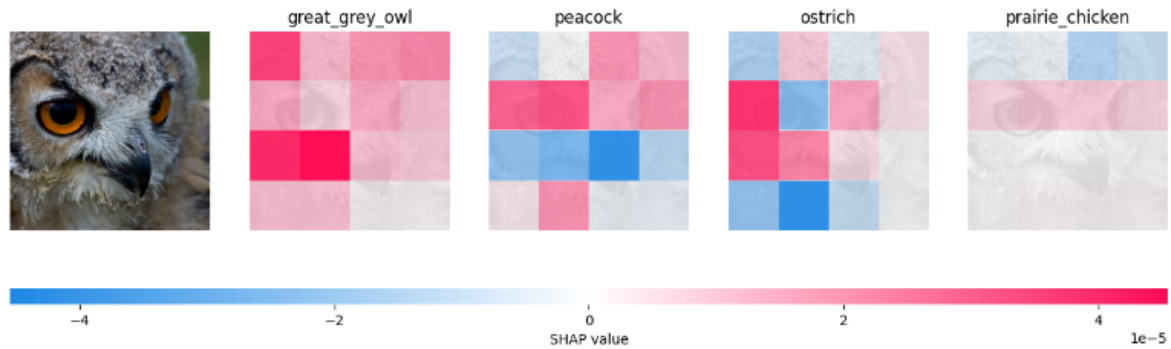 great_grey_owl
peacock
ostrich
prairie_chicken
−4
−2
0
2
4
1e−5
SHAP value